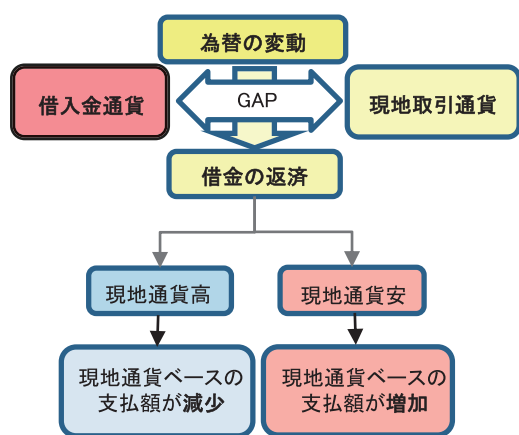 為替の変動
借入金通貨
GAP
現地取引通貨
借金の返済
現地通貨高
現地通貨安
現地通貨ベースの
支払額が減少
現地通貨ベースの
支払額が増加